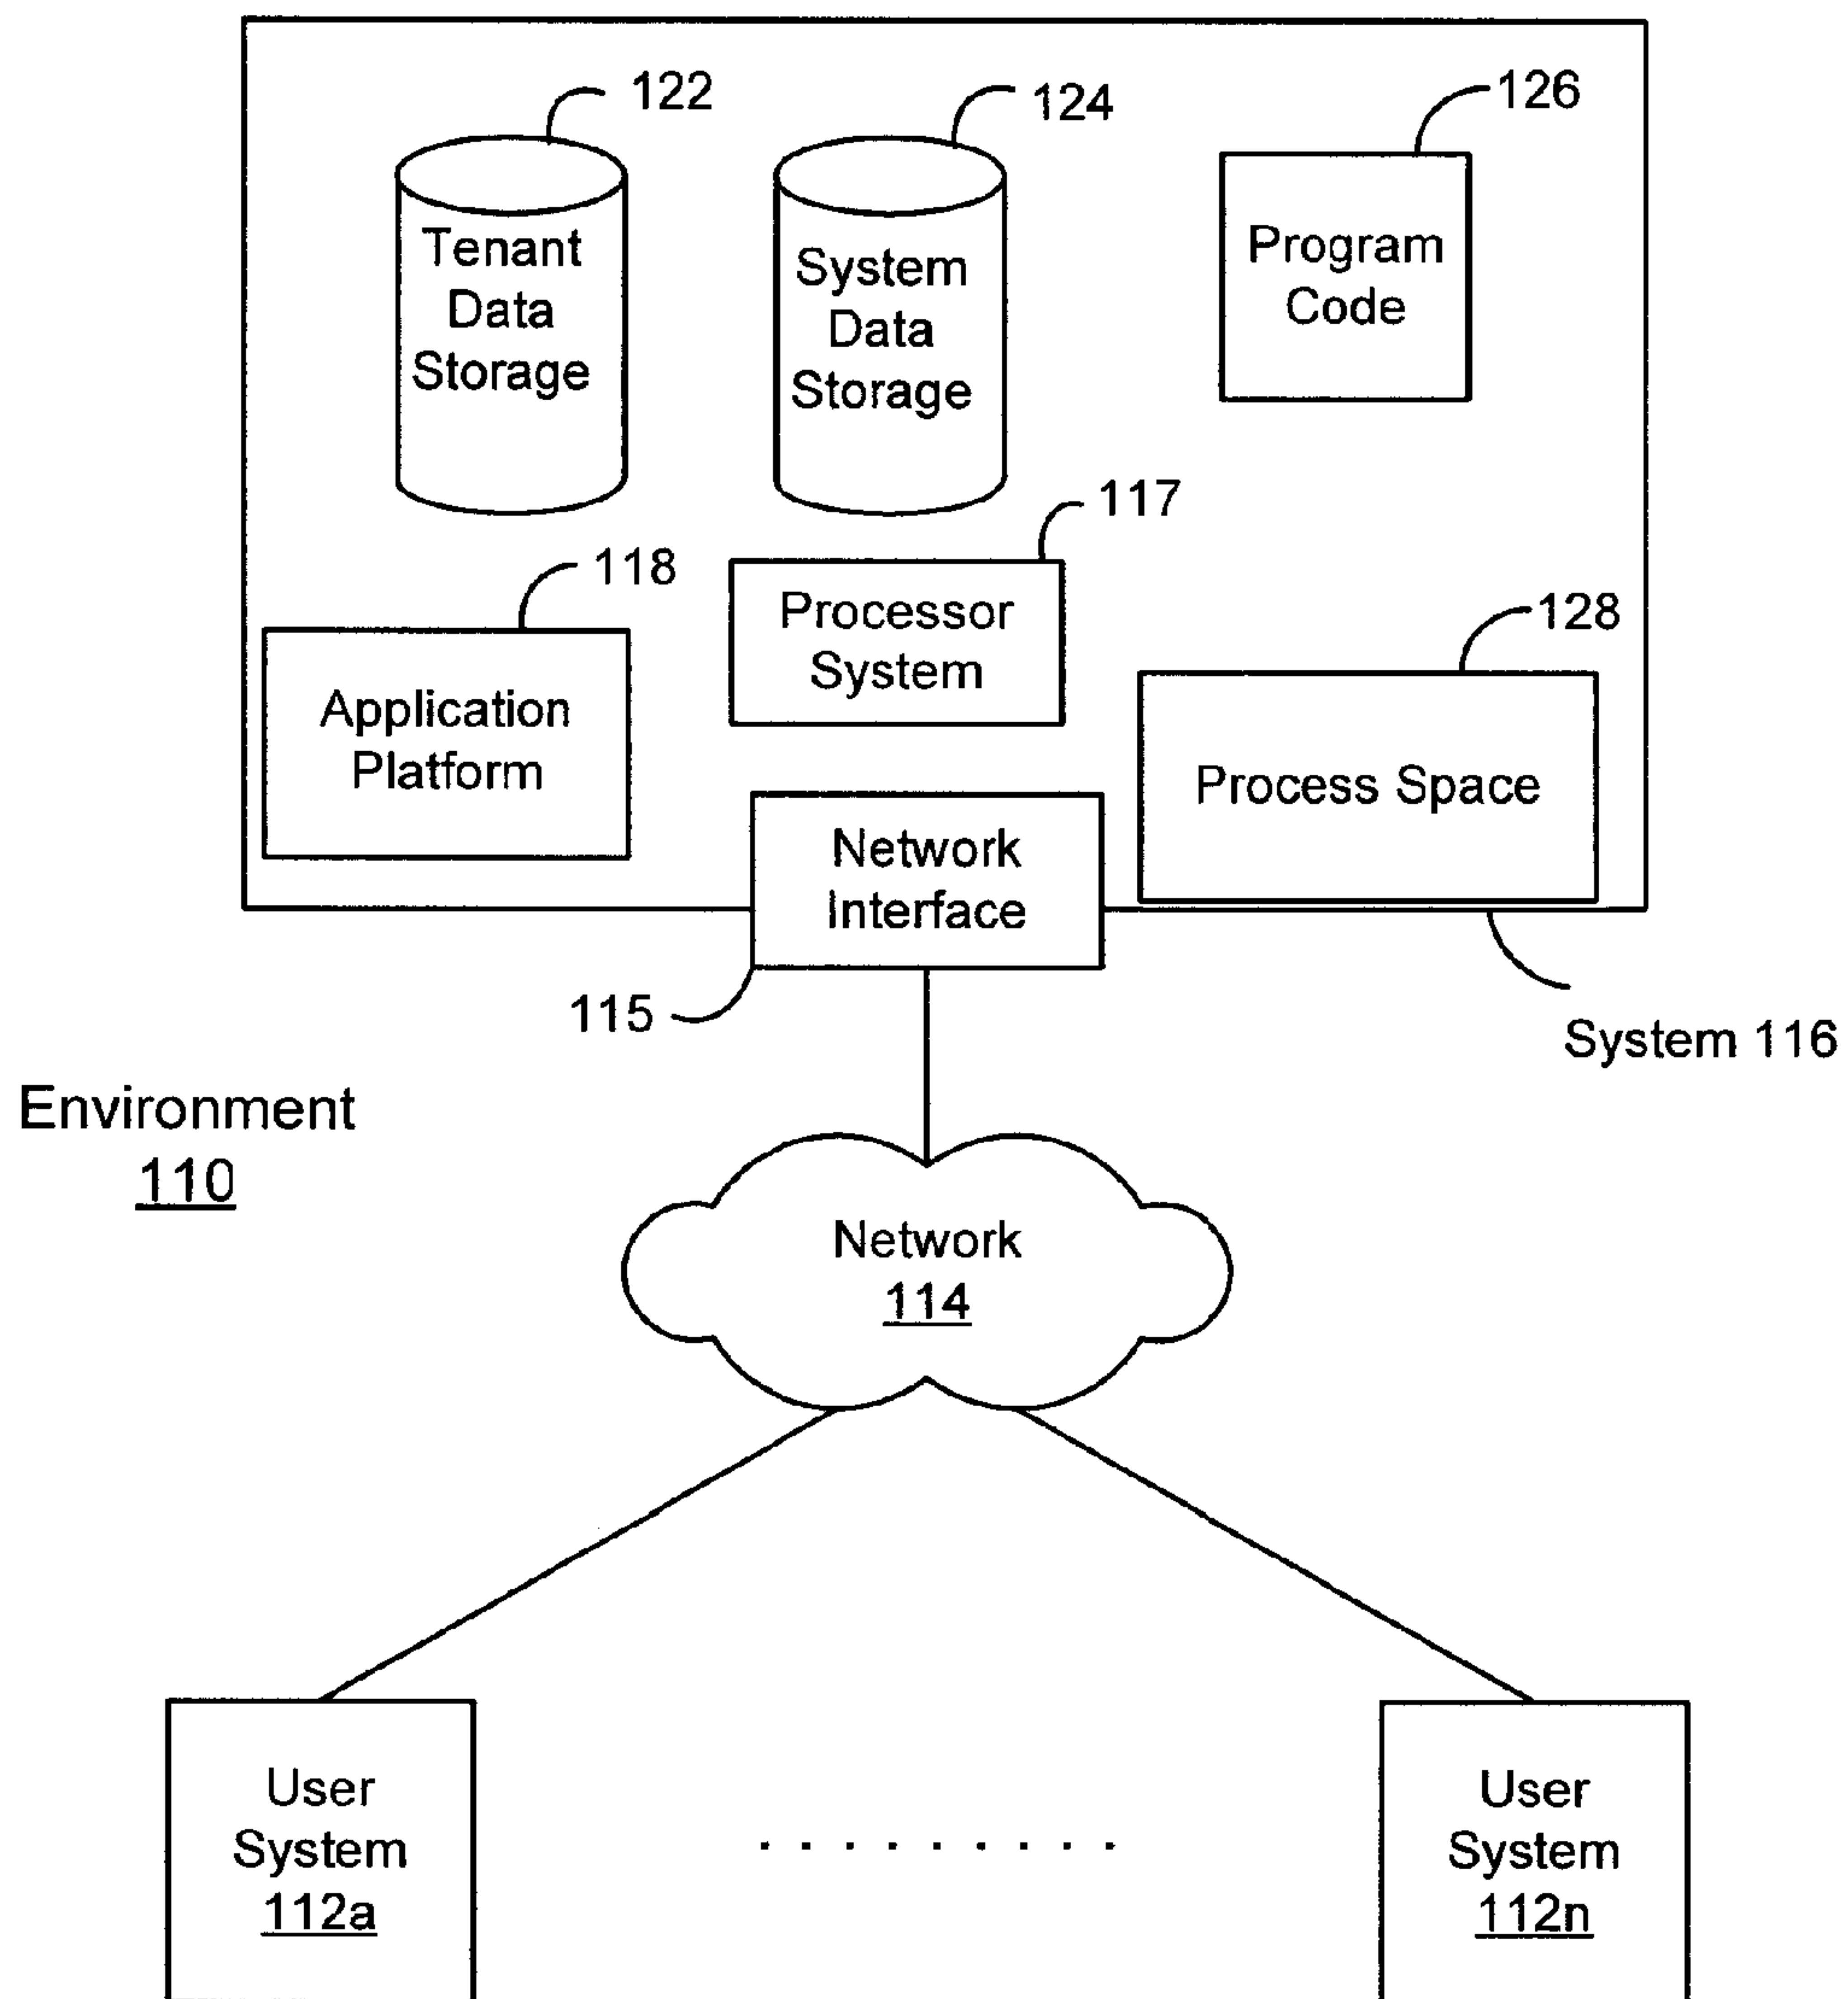 122
124
126
Tenant
Data
Storage
System
Data
Storage
Program
Code
117
118
Processor
System
128
Application
Platform
Process Space
Network
Interface
115
System 116
Environment
110
Network
114
User
System
112a
. . . . . . . . .
User
System
112n